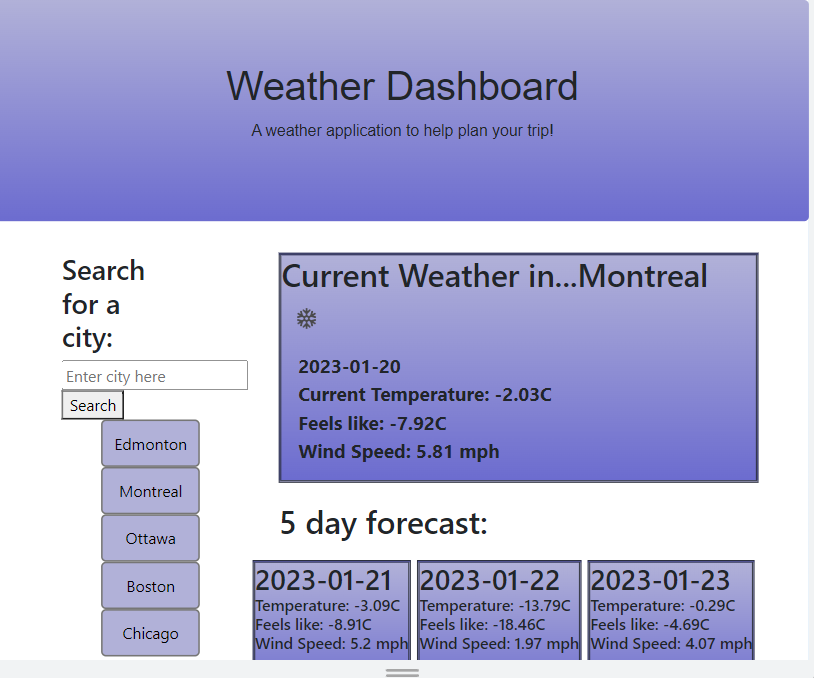 Weather Dashboard
A weather application to help plan your trip!
Search
for a
city:
Enter city here
Search
Edmonton
Montreal
Ottawa
Boston
Chicago
Current Weather in...Montreal
2023-01-20
Current Temperature: -2.03C
Feels like: -7.92C
Wind Speed: 5.81 mph
5 day forecast:
2023-01-21
Temperature: -3.09C
Feels like: -8.91C
Wind Speed: 5.2 mph
2023-01-22
Temperature: -13.79C
Feels like: -18.46C
Wind Speed: 1.97 mph
2023-01-23
Temperature: -0.29C
Feels like: -4.69C
Wind Speed: 4.07 mph